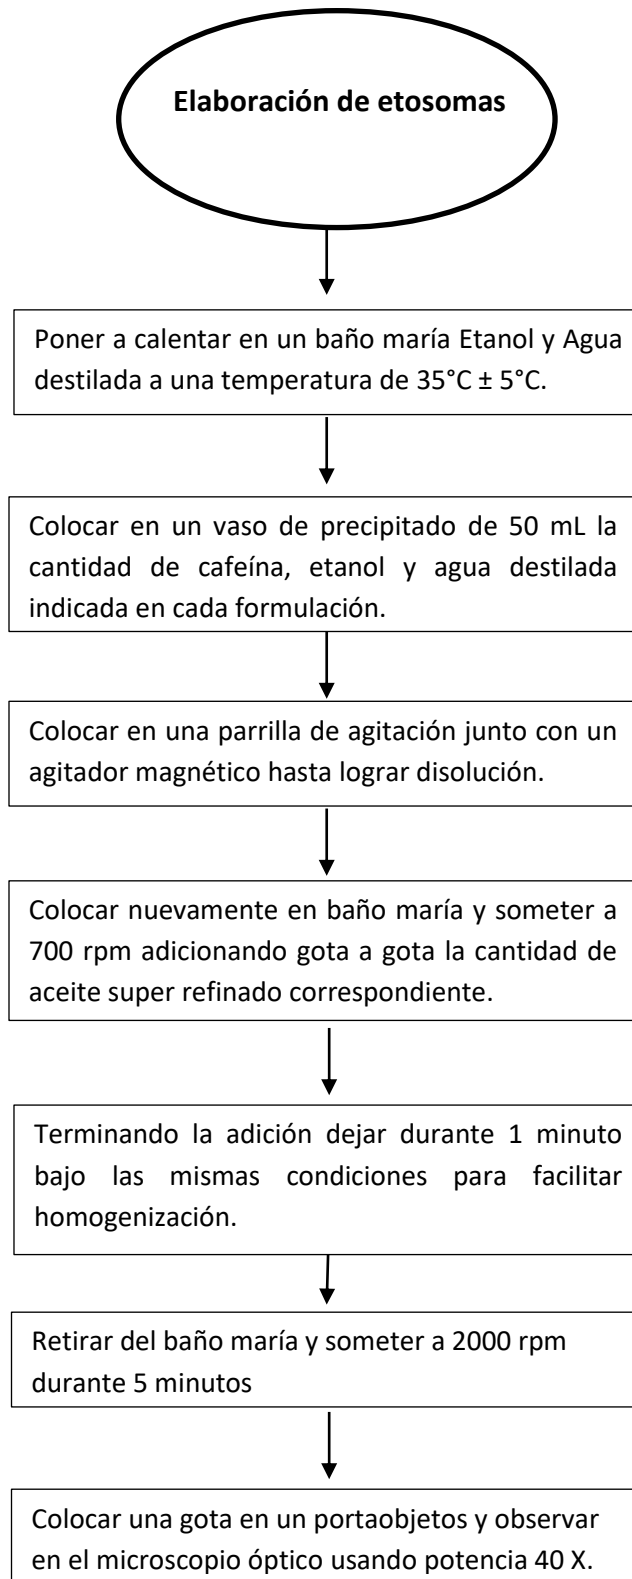 Elaboración de etosomas
Poner a calentar en un baño maría Etanol y Agua
destilada a una temperatura de 35°C ± 5°C.
Colocar en un vaso de precipitado de 50 mL la
cantidad de cafeína, etanol y agua destilada
indicada en cada formulación.
Colocar en una parrilla de agitación junto con un
agitador magnético hasta lograr disolución.
Colocar nuevamente en baño maría y someter a
700 rpm adicionando gota a gota la cantidad de
aceite super refinado correspondiente.
Terminando la adición dejar durante 1 minuto
bajo las mismas condiciones para facilitar
homogenización.
Retirar del baño maría y someter a 2000 rpm
durante 5 minutos
Colocar una gota en un portaobjetos y observar
en el microscopio óptico usando potencia 40 X.